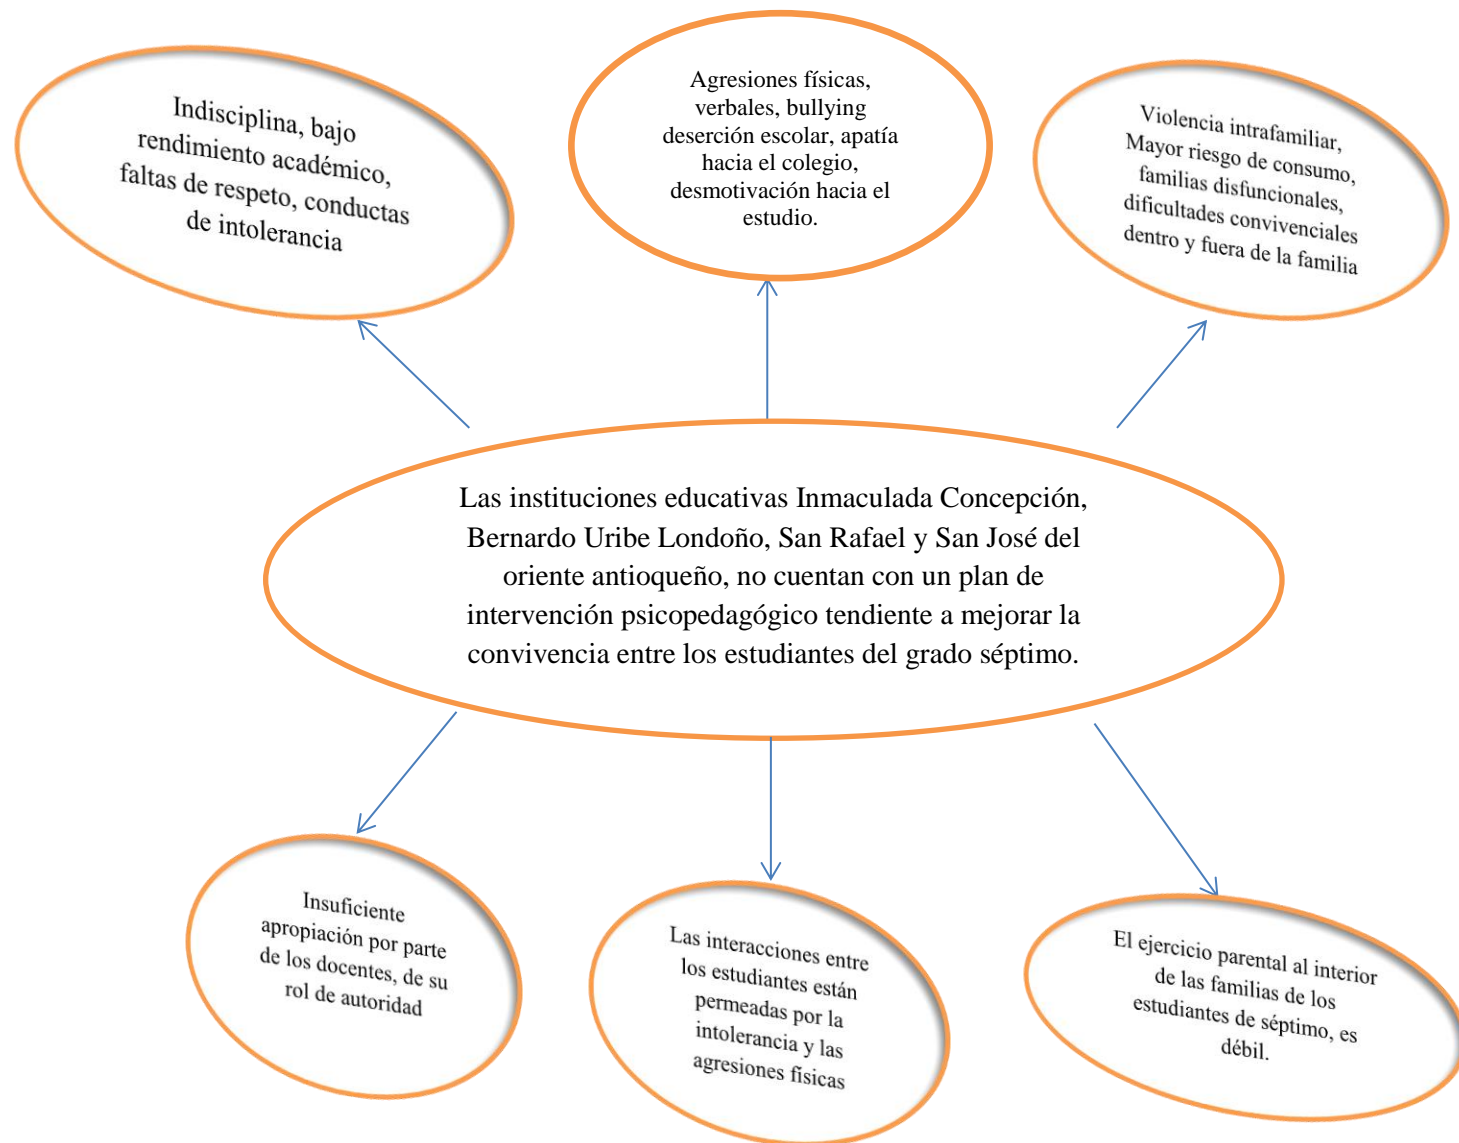 Indisciplina, bajo
rendimiento académico,
faltas de respeto, conductas
de intolerancia
Agresiones físicas,
verbales, bullying
deserción escolar, apatía
hacia el colegio,
desmotivación hacia el
estudio.
Violencia intrafamiliar,
Mayor riesgo de consumo,
familias disfuncionales,
dificultades convivenciales
dentro y fuera de la familia
Las instituciones educativas Inmaculada Concepción,
Bernardo Uribe Londoño, San Rafael y San José del
oriente antioqueño, no cuentan con un plan de
intervención psicopedagógico tendiente a mejorar la
convivencia entre los estudiantes del grado séptimo.
Insuficiente
apropiación por parte
de los docentes, de su
rol de autoridad
Las interacciones entre
los estudiantes están
permeadas por la
intolerancia y las
agresiones físicas
El ejercicio parental al interior
de las familias de los
estudiantes de séptimo, es
débil.